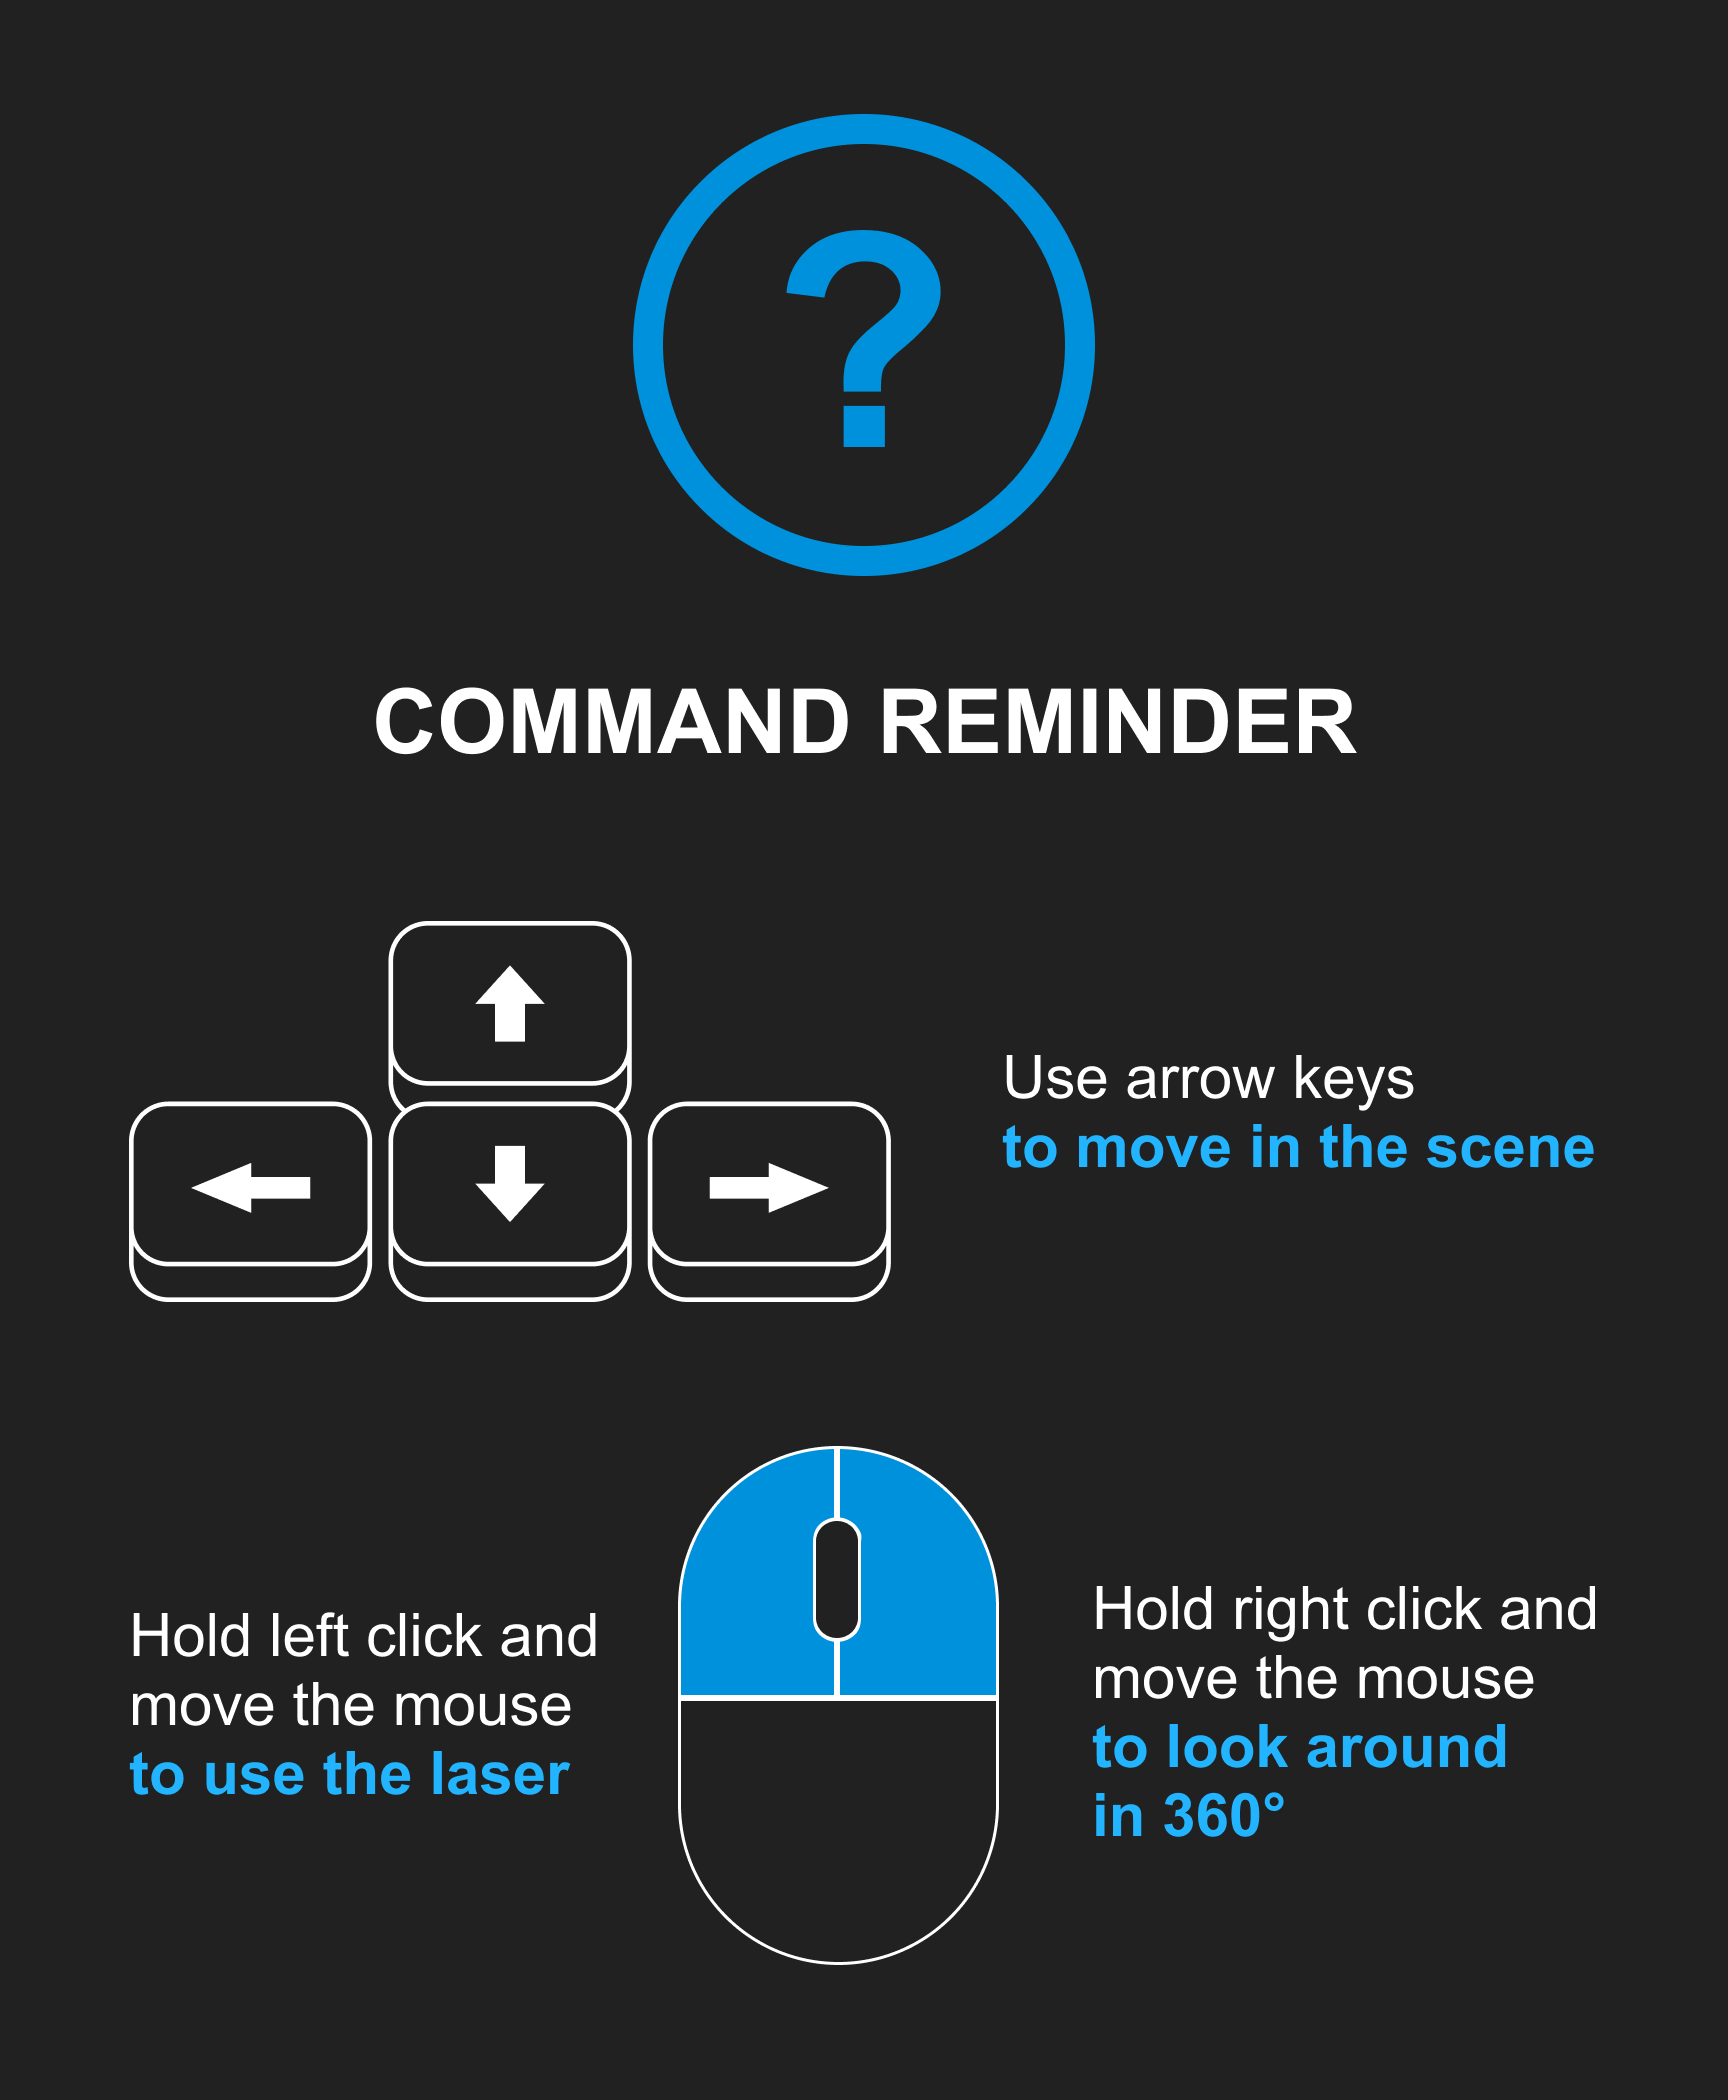 ?
COMMAND REMINDER
Use arrow keys
to move in the scene
Hold left click and
move the mouse
to use the laser
Hold right click and
move the mouse
to look around
in 360°